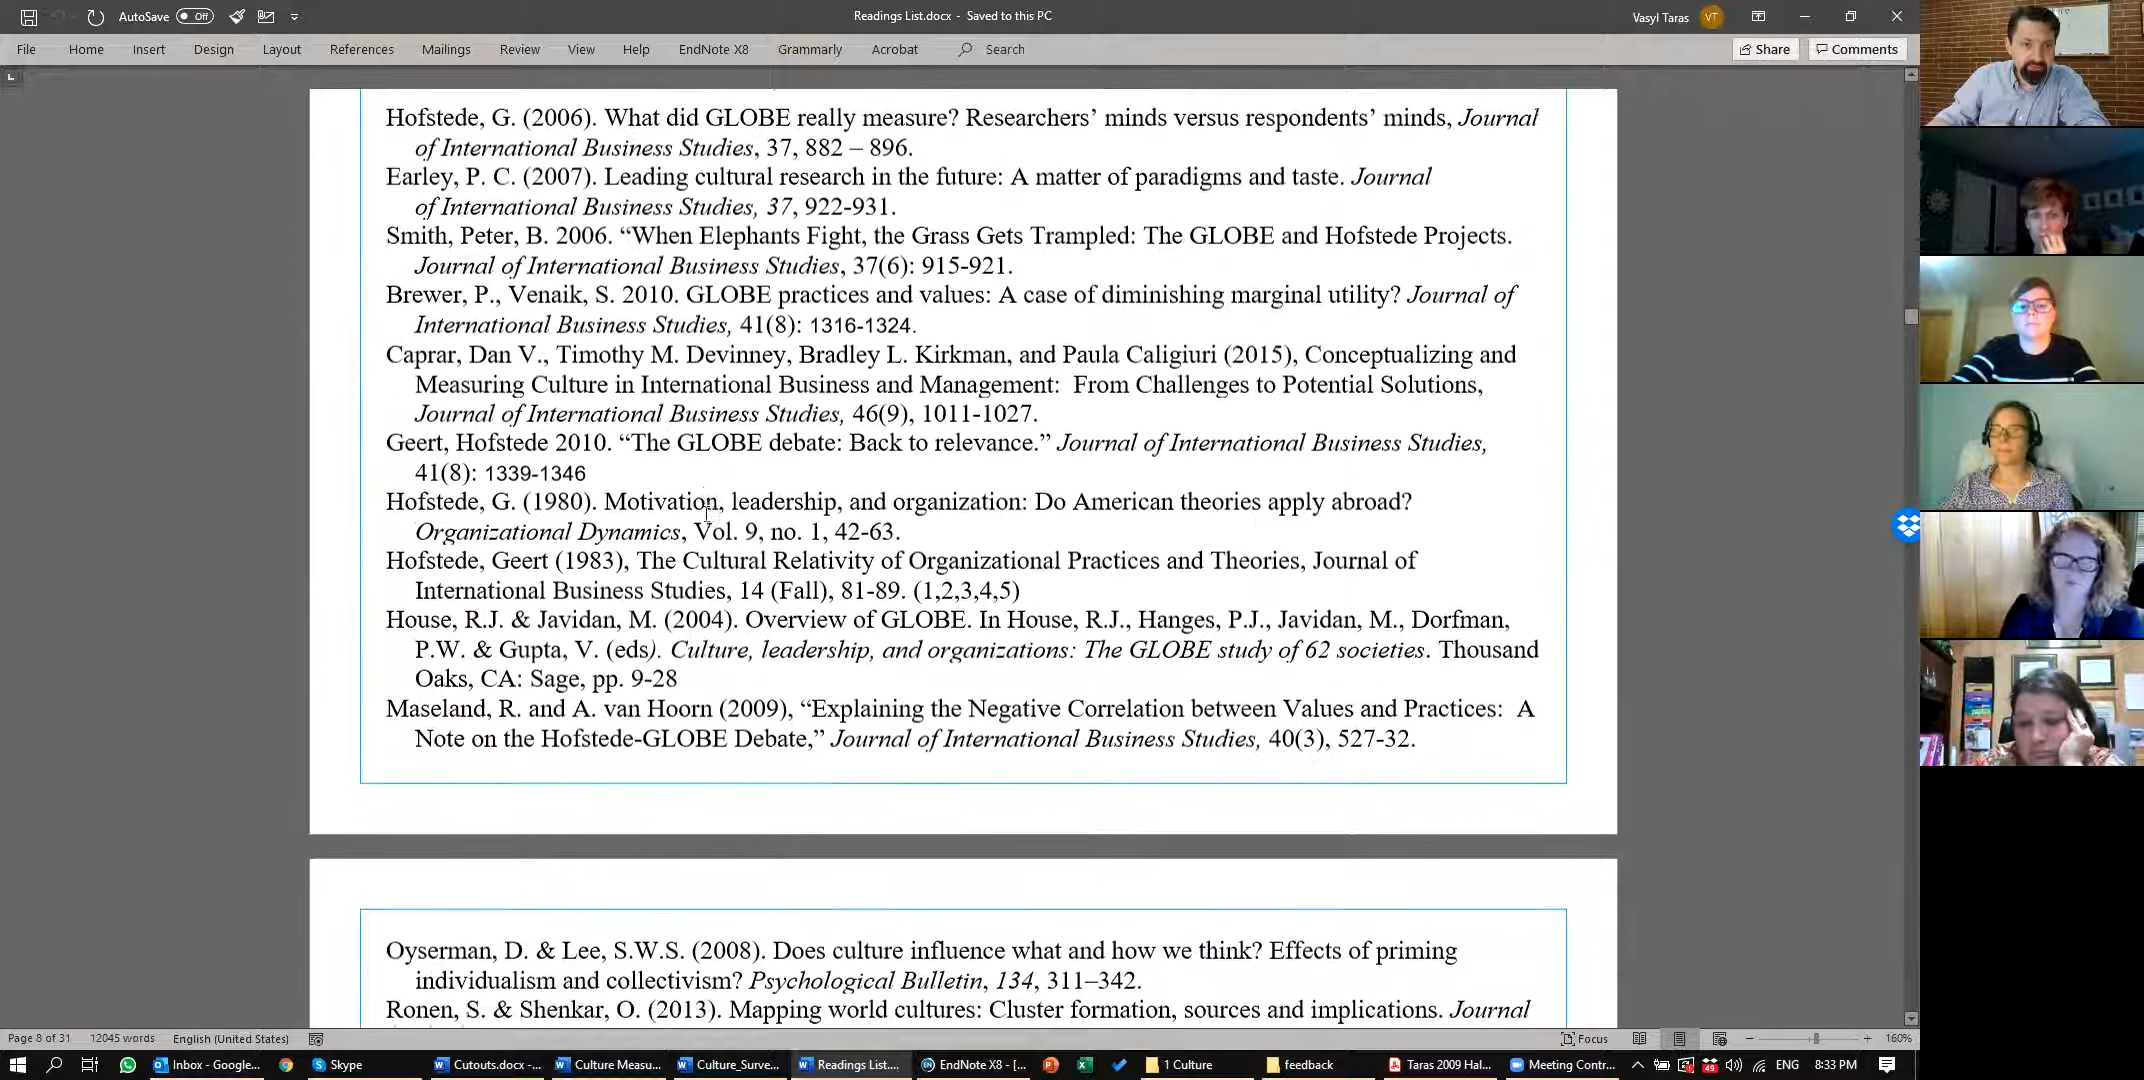 AutoSave Off
Readings List.docx - Saved to this PC
Vasyl Taras VT
File Home Insert Design Layout References Mailings Review View Help EndNote X8 Grammarly Acrobat Search Share Comments
Hofstede, G. (2006). What did GLOBE really measure? Researchers’ minds versus respondents’ minds, Journal
of International Business Studies, 37, 882 – 896.
Earley, P. C. (2007). Leading cultural research in the future: A matter of paradigms and taste. Journal
of International Business Studies, 37, 922-931.
Smith, Peter, B. 2006. “When Elephants Fight, the Grass Gets Trampled: The GLOBE and Hofstede Projects.
Journal of International Business Studies, 37(6): 915-921.
Brewer, P., Venaik, S. 2010. GLOBE practices and values: A case of diminishing marginal utility? Journal of
International Business Studies, 41(8): 1316-1324.
Caprar, Dan V., Timothy M. Devinney, Bradley L. Kirkman, and Paula Caligiuri (2015), Conceptualizing and
Measuring Culture in International Business and Management:  From Challenges to Potential Solutions,
Journal of International Business Studies, 46(9), 1011-1027.
Geert, Hofstede 2010. “The GLOBE debate: Back to relevance.” Journal of International Business Studies,
41(8): 1339-1346
Hofstede, G. (1980). Motivation, leadership, and organization: Do American theories apply abroad?
Organizational Dynamics, Vol. 9, no. 1, 42-63.
Hofstede, Geert (1983), The Cultural Relativity of Organizational Practices and Theories, Journal of
International Business Studies, 14 (Fall), 81-89. (1,2,3,4,5)
House, R.J. & Javidan, M. (2004). Overview of GLOBE. In House, R.J., Hanges, P.J., Javidan, M., Dorfman,
P.W. & Gupta, V. (eds). Culture, leadership, and organizations: The GLOBE study of 62 societies. Thousand
Oaks, CA: Sage, pp. 9-28
Maseland, R. and A. van Hoorn (2009), “Explaining the Negative Correlation between Values and Practices:  A
Note on the Hofstede-GLOBE Debate,” Journal of International Business Studies, 40(3), 527-32.
Oyserman, D. & Lee, S.W.S. (2008). Does culture influence what and how we think? Effects of priming
individualism and collectivism? Psychological Bulletin, 134, 311–342.
Ronen, S. & Shenkar, O. (2013). Mapping world cultures: Cluster formation, sources and implications. Journal
Page 8 of 31 12045 words English (United States) Focus 160%
Inbox - Google... Skype Cutouts.docx -... Culture Measu... Culture_Surve... Readings List.... EndNote X8 - [... 1 Culture feedback Taras 2009 Hal... Meeting Contr... 49 ENG 8:33 PM